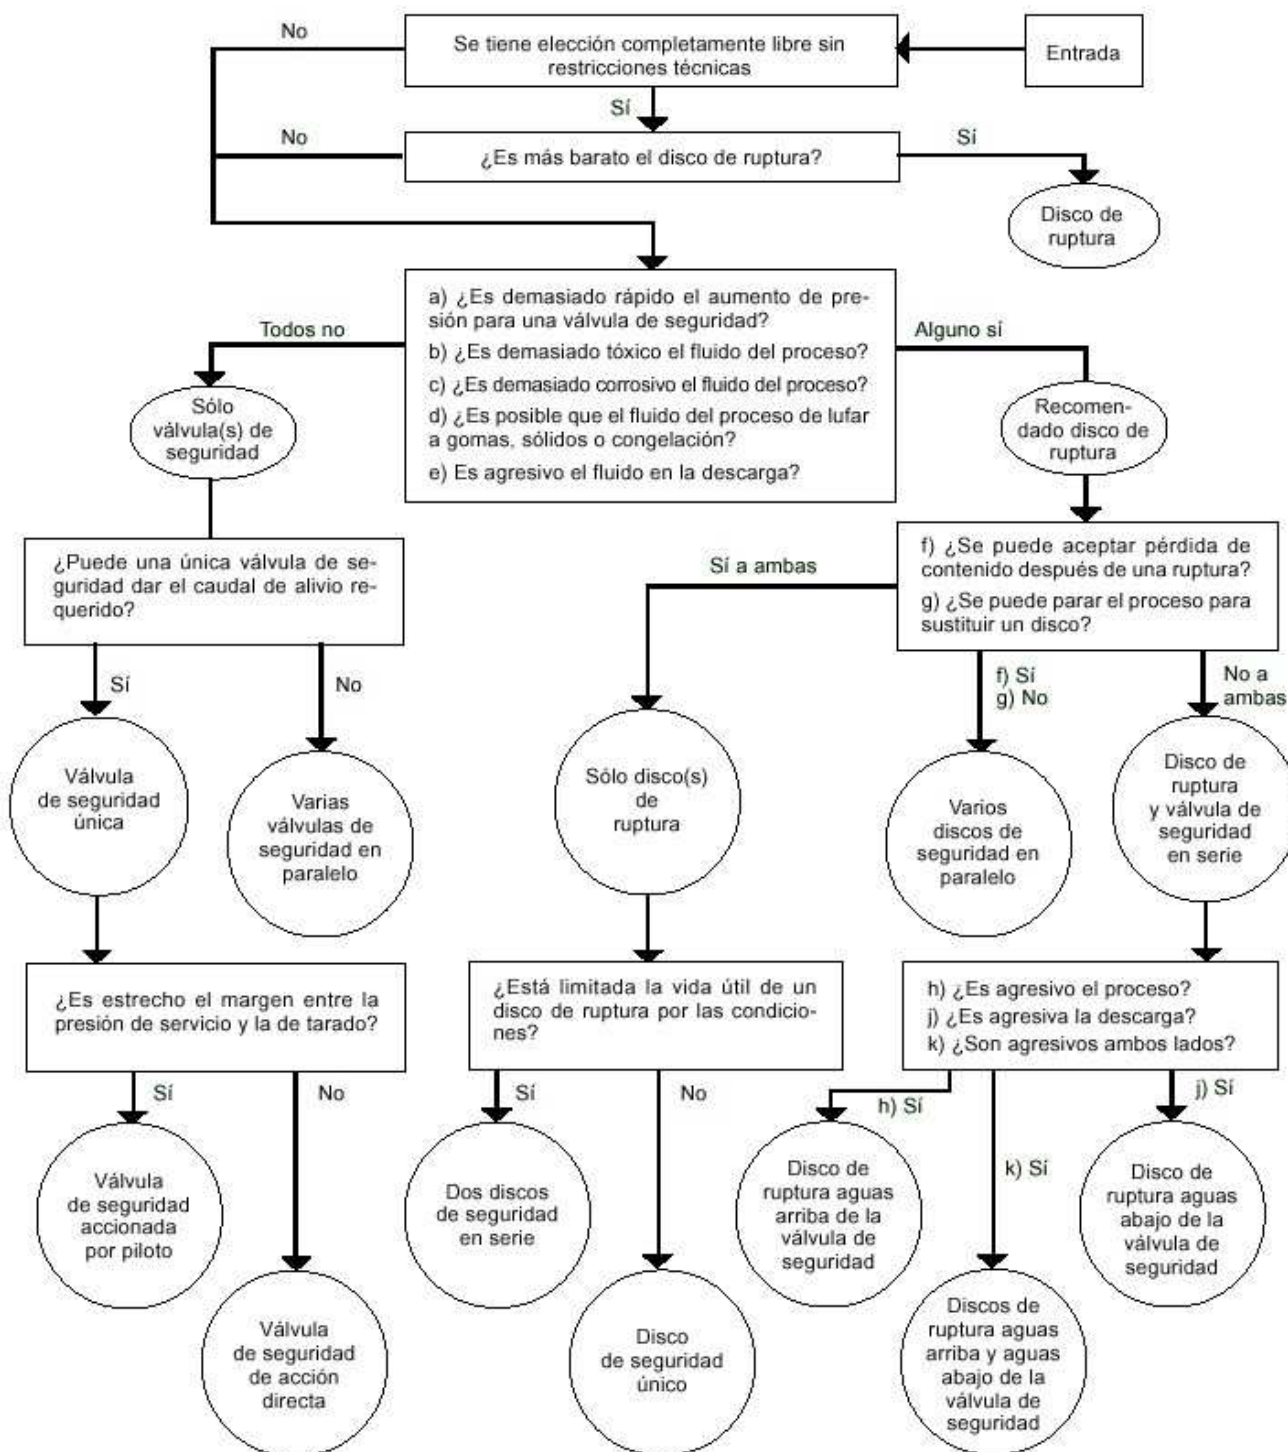 No
Se tiene elección completamente libre sin
restricciones técnicas
Entrada
Sí
No
¿Es más barato el disco de ruptura?
Sí
Disco de
ruptura
a) ¿Es demasiado rápido el aumento de pre-
sión para una válvula de seguridad?
b) ¿Es demasiado tóxico el fluido del proceso?
c) ¿Es demasiado corrosivo el fluido del proceso?
d) ¿Es posible que el fluido del proceso de lufar
a gomas, sólidos o congelación?
e) Es agresivo el fluido en la descarga?
Todos no
Alguno sí
Sólo
válvula(s) de
seguridad
Recomen-
dado disco de
ruptura
¿Puede una única válvula de se-
guridad dar el caudal de alivio re-
querido?
Sí a ambas
f) ¿Se puede aceptar pérdida de
contenido después de una ruptura?
g) ¿Se puede parar el proceso para
sustituir un disco?
Sí
No
f) Sí
g) No
No a
ambas
Válvula
de seguridad
única
Varias
válvulas de
seguridad en
paralelo
Sólo disco(s)
de
ruptura
Varios
discos de
seguridad en
paralelo
Disco de
ruptura
y válvula de
seguridad
en serie
¿Es estrecho el margen entre la
presión de servicio y la de tarado?
¿Está limitada la vida útil de un
disco de ruptura por las condicio-
nes?
h) ¿Es agresivo el proceso?
j) ¿Es agresiva la descarga?
k) ¿Son agresivos ambos lados?
Sí
No
Sí
No
h) Sí
k) Sí
j) Sí
Válvula
de seguridad
accionada
por piloto
Válvula
de seguridad
de acción
directa
Dos discos
de seguridad
en serie
Disco
de seguridad
único
Disco de
ruptura aguas
arriba de la
válvula de
seguridad
Discos de
ruptura aguas
arriba y aguas
abajo de la
válvula de
seguridad
Disco de
ruptura aguas
abajo de la
válvula de
seguridad